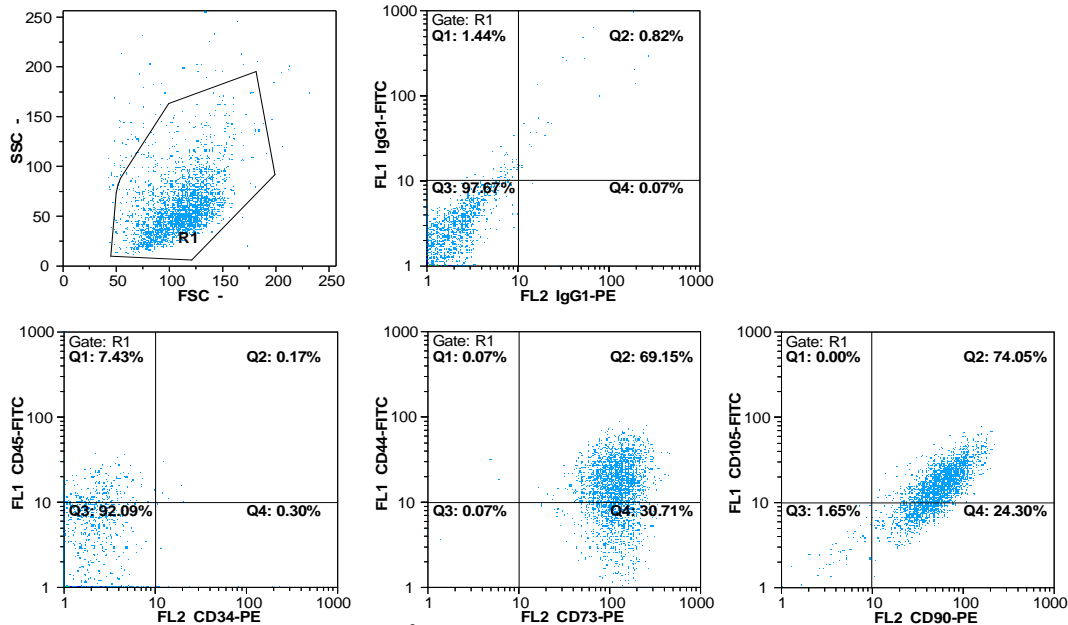 250
200
150
100
50
0
SSC -
R1
0 50 100 150 200 250
FSC -
1000
100
10
1
FL1 IgG1-FITC
Gate: R1
Q1: 1.44% Q2: 0.82%
Q3: 97.67% Q4: 0.07%
1 10 100 1000
FL2 IgG1-PE
1000
100
10
1
FL1 CD45-FITC
Gate: R1
Q1: 7.43% Q2: 0.17%
Q3: 92.09% Q4: 0.30%
1 10 100 1000
FL2 CD34-PE
1000
100
10
1
FL1 CD44-FITC
Gate: R1
Q1: 0.07% Q2: 69.15%
Q3: 0.07% Q4: 30.71%
1 10 100 1000
FL2 CD73-PE
1000
100
10
1
FL1 CD105-FITC
Gate: R1
Q1: 0.00% Q2: 74.05%
Q3: 1.65% Q4: 24.30%
1 10 100 1000
FL2 CD90-PE